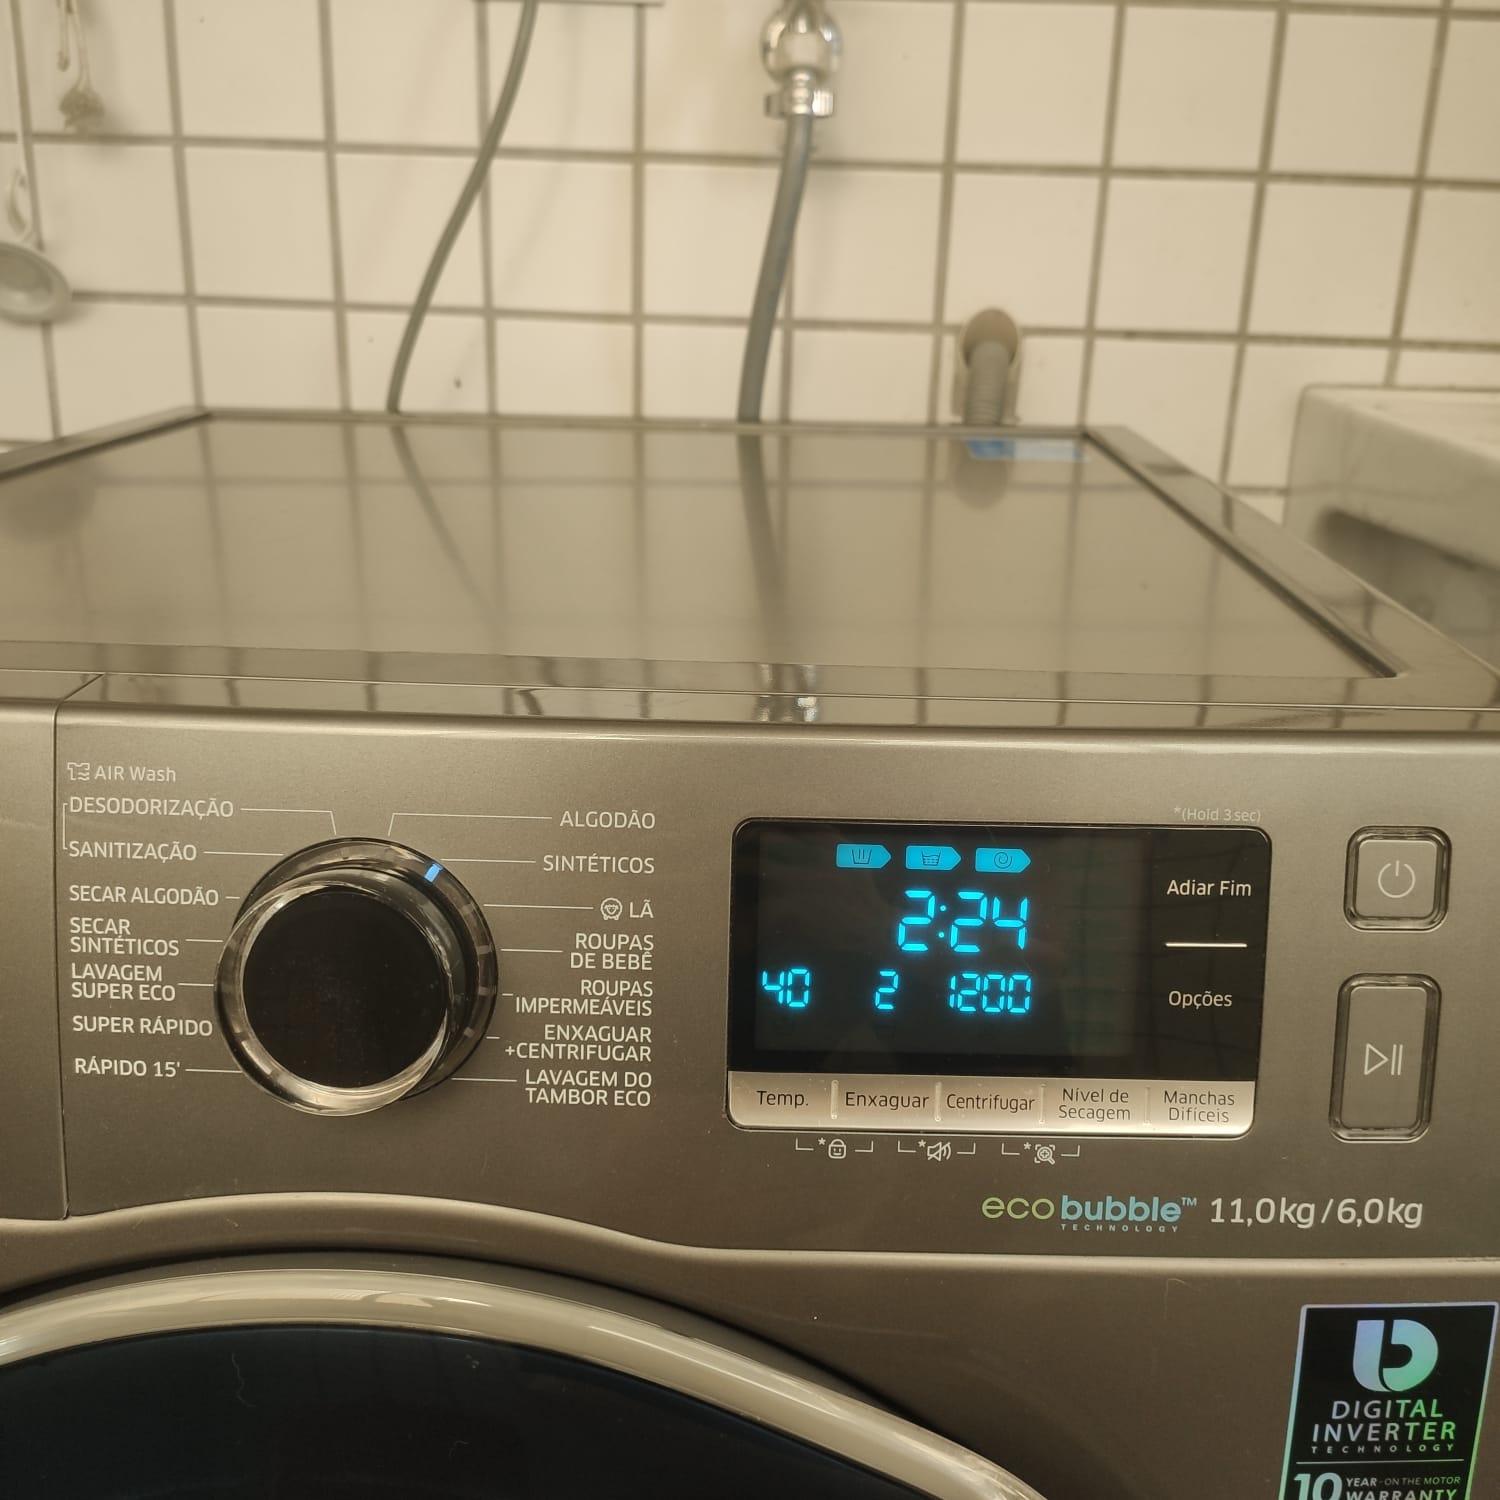 AIR Wash
DESODORIZAÇÃO
SANITIZAÇÃO
SECAR ALGODÃO
SECAR
SINTÉTICOS
LAVAGEM
SUPER ECO
SUPER RÁPIDO
RÁPIDO 15'
ALGODÃO
SINTÉTICOS
LÃ
ROUPAS
DE BEBÊ
ROUPAS
IMPERMEÁVEIS
ENXAGUAR
+CENTRIFUGAR
LAVAGEM DO
TAMBOR ECO
*(Hold 3 sec)
2:24
40 2 1200
Adiar Fim
Opções
Temp. Enxaguar Centrifugar Nível de Secagem Manchas Difíceis
eco bubble™ 11,0kg/6,0kg
TECHNOLOGY
DIGITAL
INVERTER
TECHNOLOGY
10 YEAR - ON THE MOTOR
WARRANTY